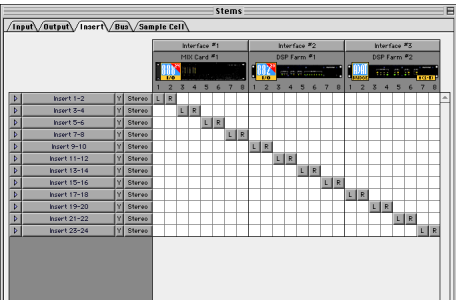 Stems
Input Output Insert Bus Sample Cell
Interface #1 Interface #2 Interface #3
MIX Card #1 DSP Farm #1 DSP Farm #2
888 I/O 888 I/O
1 2 3 4 5 6 7 8 1 2 3 4 5 6 7 8 1 2 3 4 5 6 7 8
Insert 1-2 Y Stereo L R
Insert 3-4 Y Stereo L R
Insert 5-6 Y Stereo L R
Insert 7-8 Y Stereo L R
Insert 9-10 Y Stereo L R
Insert 11-12 Y Stereo L R
Insert 13-14 Y Stereo L R
Insert 15-16 Y Stereo L R
Insert 17-18 Y Stereo L R
Insert 19-20 Y Stereo L R
Insert 21-22 Y Stereo L R
Insert 23-24 Y Stereo L R